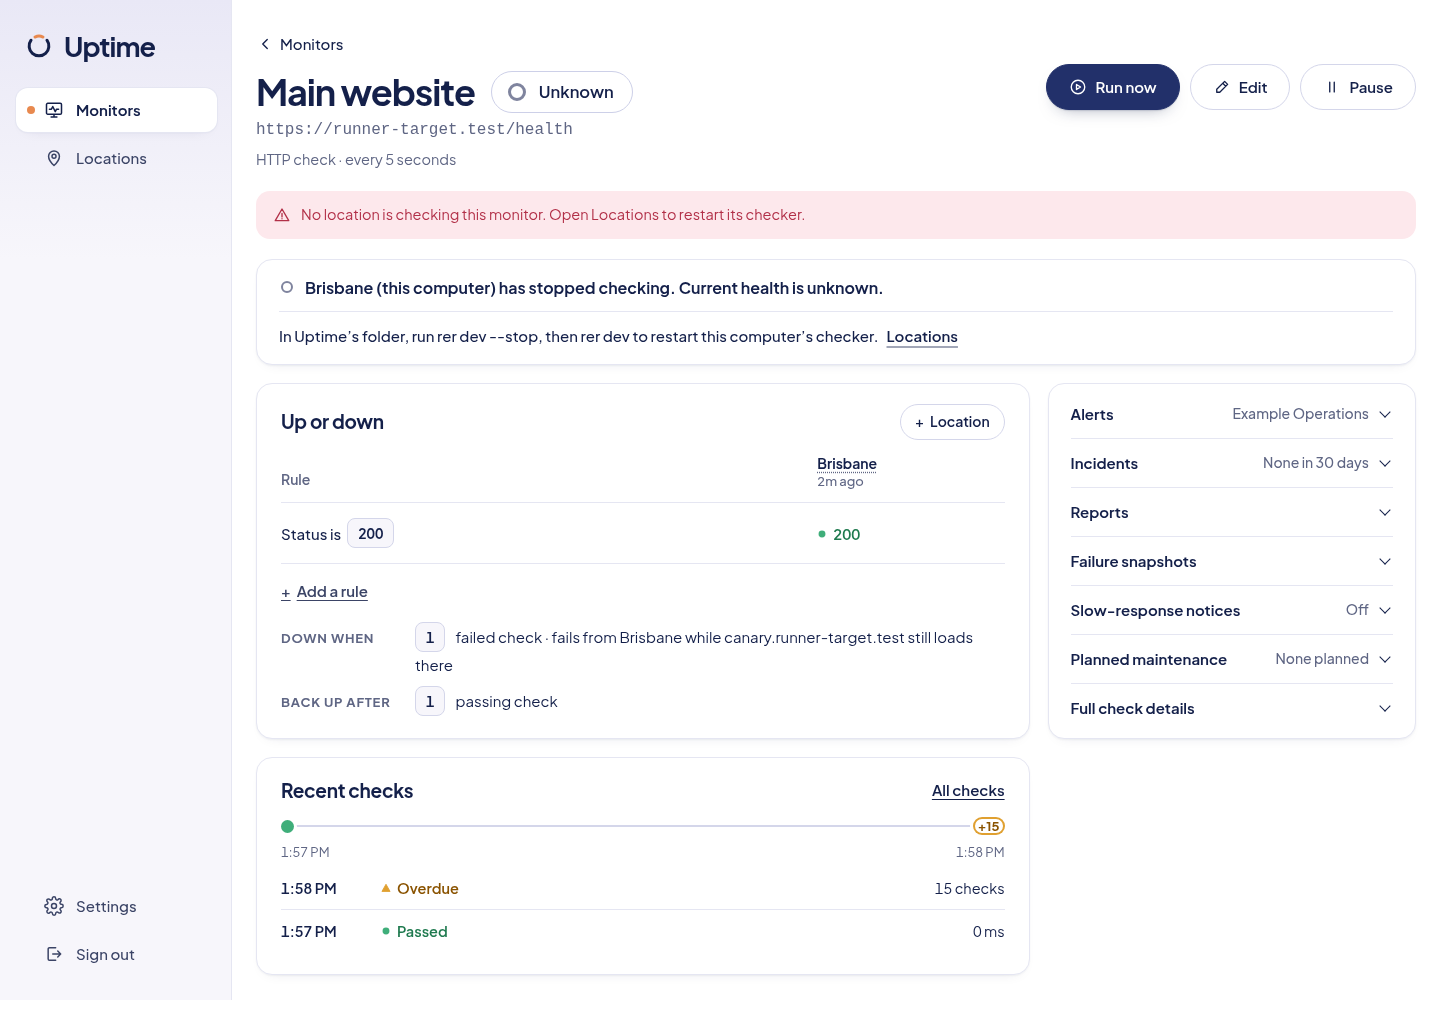 Uptime
Monitors
Locations
Settings
Sign out
Monitors
Main website
Unknown
https://runner-target.test/health
HTTP check · every 5 seconds
Run now
Edit
Pause
No location is checking this monitor. Open Locations to restart its checker.
Brisbane (this computer) has stopped checking. Current health is unknown.
In Uptime’s folder, run rer dev --stop, then rer dev to restart this computer’s checker. Locations
Up or down
+ Location
Rule
Brisbane
2m ago
Status is 200
200
+ Add a rule
DOWN WHEN
1 failed check · fails from Brisbane while canary.runner-target.test still loads
there
BACK UP AFTER
1 passing check
Alerts Example Operations
Incidents None in 30 days
Reports
Failure snapshots
Slow-response notices Off
Planned maintenance None planned
Full check details
Recent checks
All checks
+15
1:57 PM 1:58 PM
1:58 PM Overdue 15 checks
1:57 PM Passed 0 ms